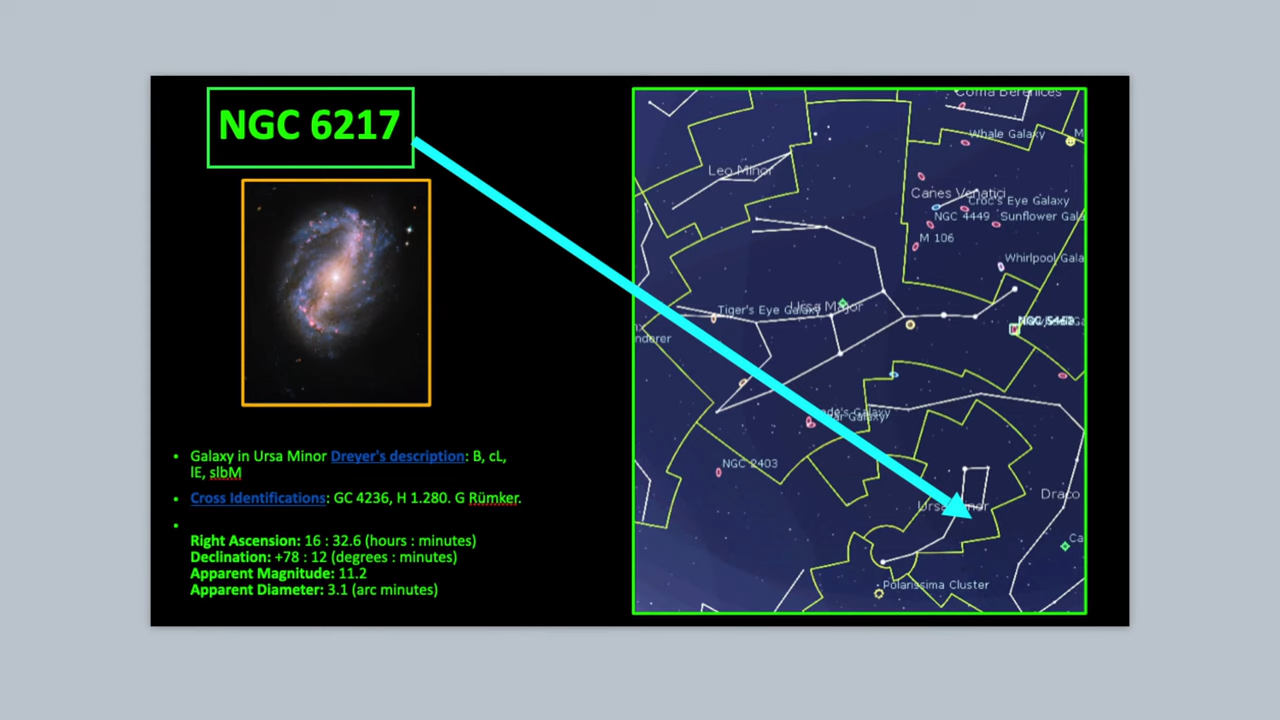 NGC 6217
• Galaxy in Ursa Minor Dreyer's description: B, cL,
lE, slbM
• Cross Identifications: GC 4236, H 1.280. G Rümker.
•
Right Ascension: 16 : 32.6 (hours : minutes)
Declination: +78 : 12 (degrees : minutes)
Apparent Magnitude: 11.2
Apparent Diameter: 3.1 (arc minutes)
Coma Berenices
Whale Galaxy
M
Leo Minor
Canes Venatici
Croc's Eye Galaxy
NGC 4449
Sunflower Gala
M 106
Whirlpool Gala
Tiger's Eye Galaxy
Ursa Major
nderer
Galaxy
NGC 2403
Draco
Ursa Minor
Ca
Polarissima Cluster